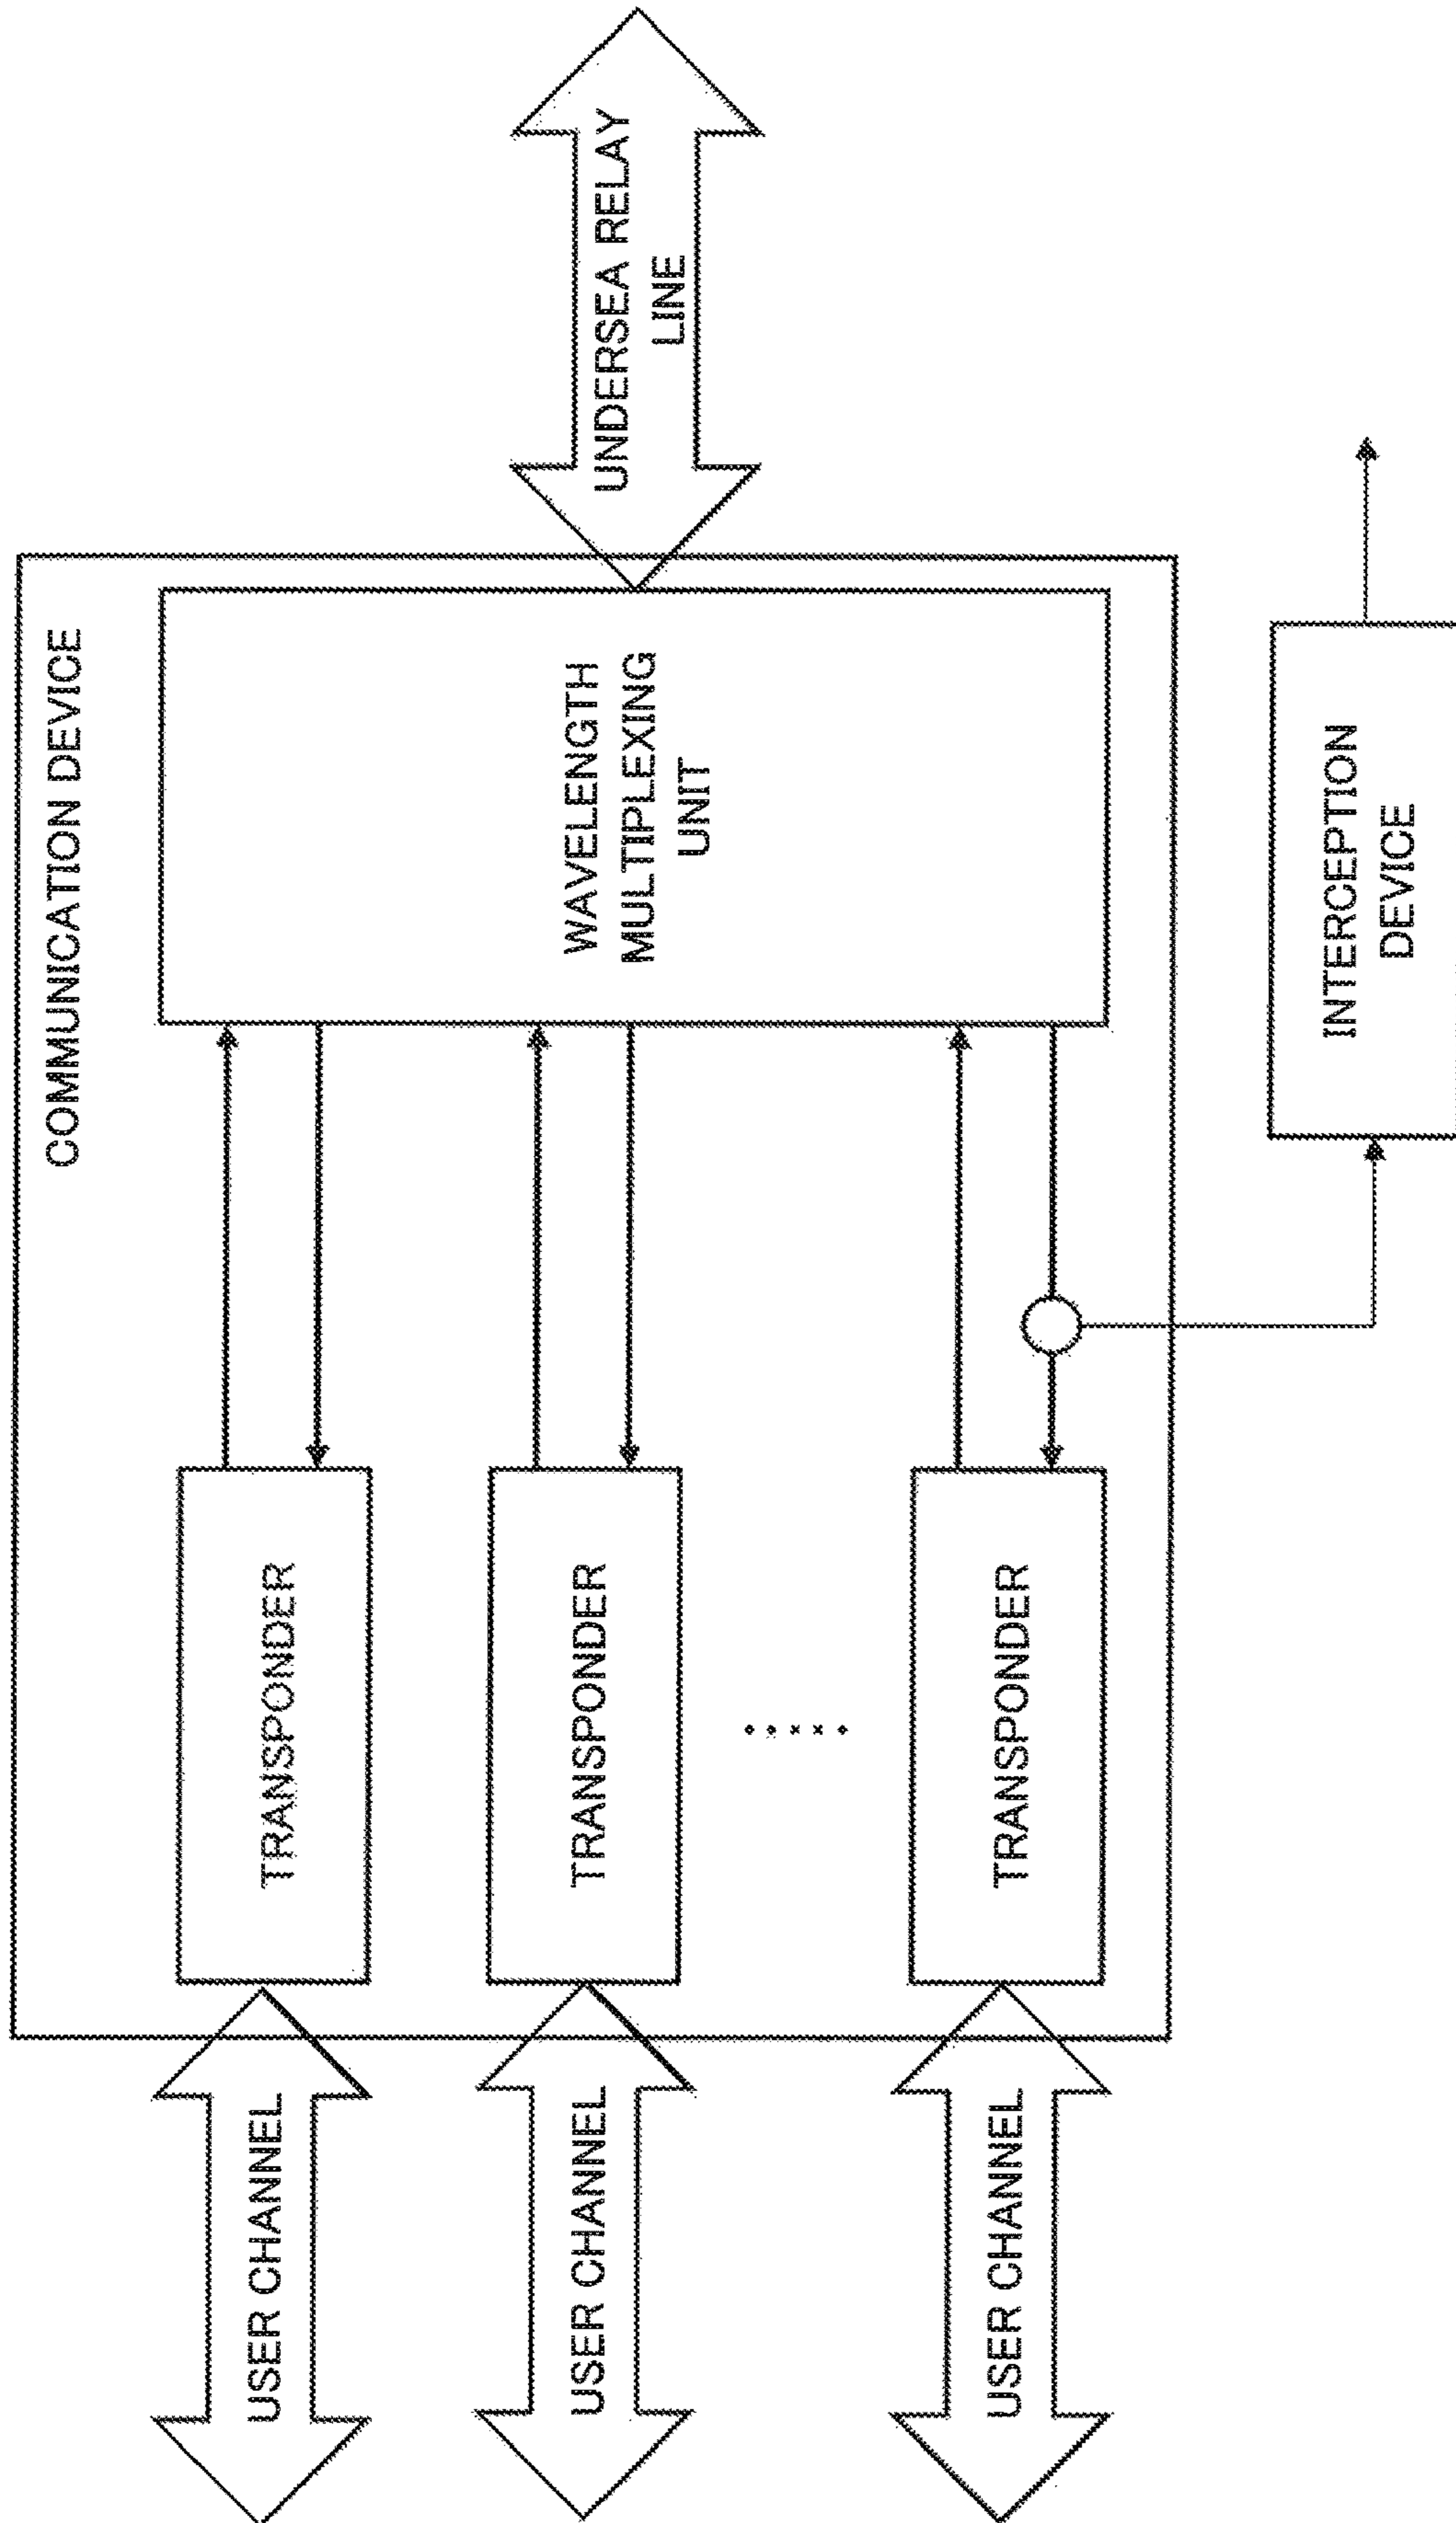 COMMUNICATION DEVICE
USER CHANNEL
TRANSPONDER
USER CHANNEL
TRANSPONDER
USER CHANNEL
TRANSPONDER
WAVELENGTH
MULTIPLEXING
UNIT
UNDERSEA RELAY
LINE
INTERCEPTION
DEVICE